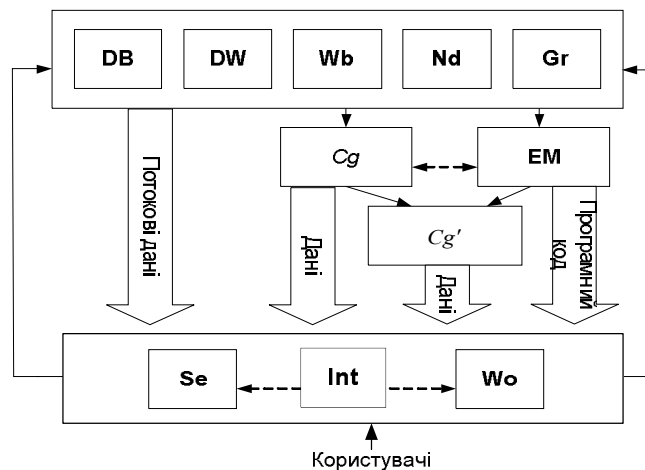 DB DW Wb Nd Gr
Cg EM
Cg'
Потокові дані
Дані
Дані
Програмний
код
Se Int Wo
Користувачі